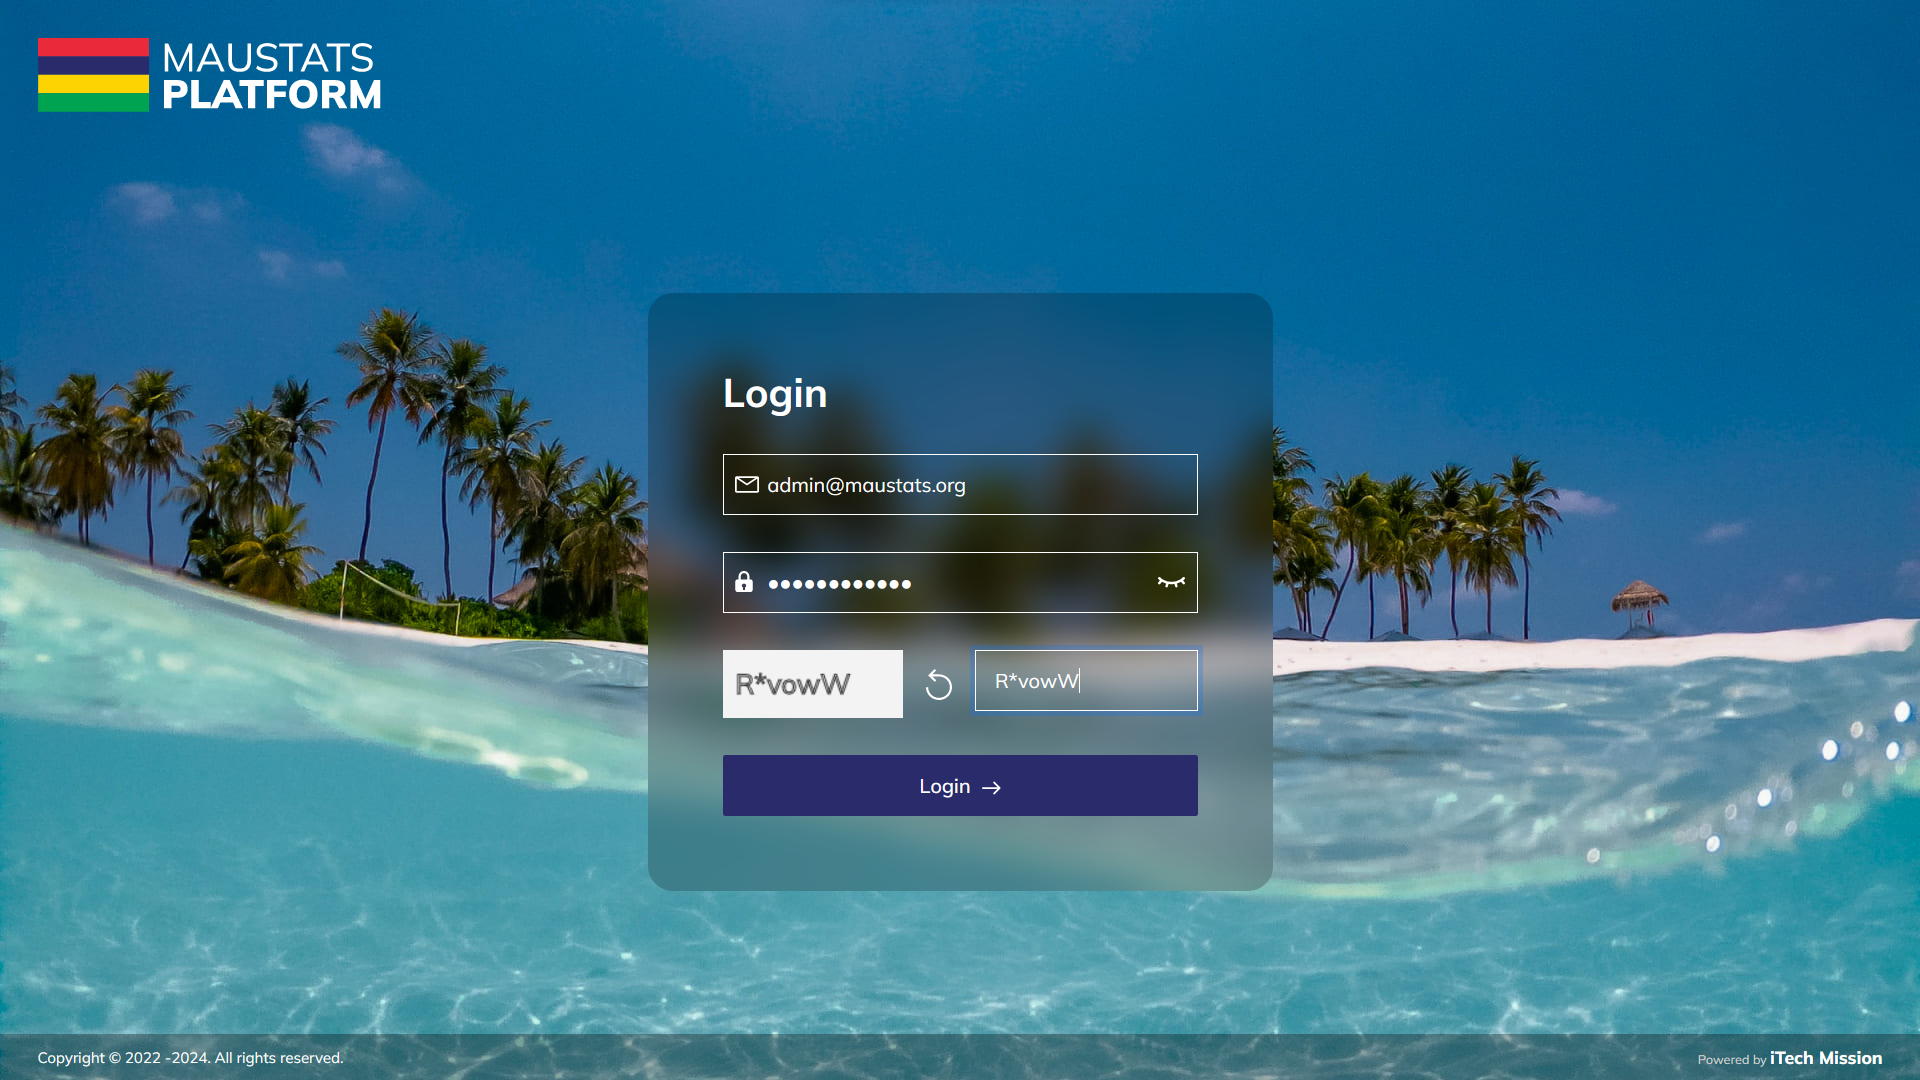 MAUSTATS
PLATFORM
Login
admin@maustats.org
••••••••••••
R*vowW
R*vowW
Login →
Copyright © 2022 -2024. All rights reserved.
Powered by iTech Mission